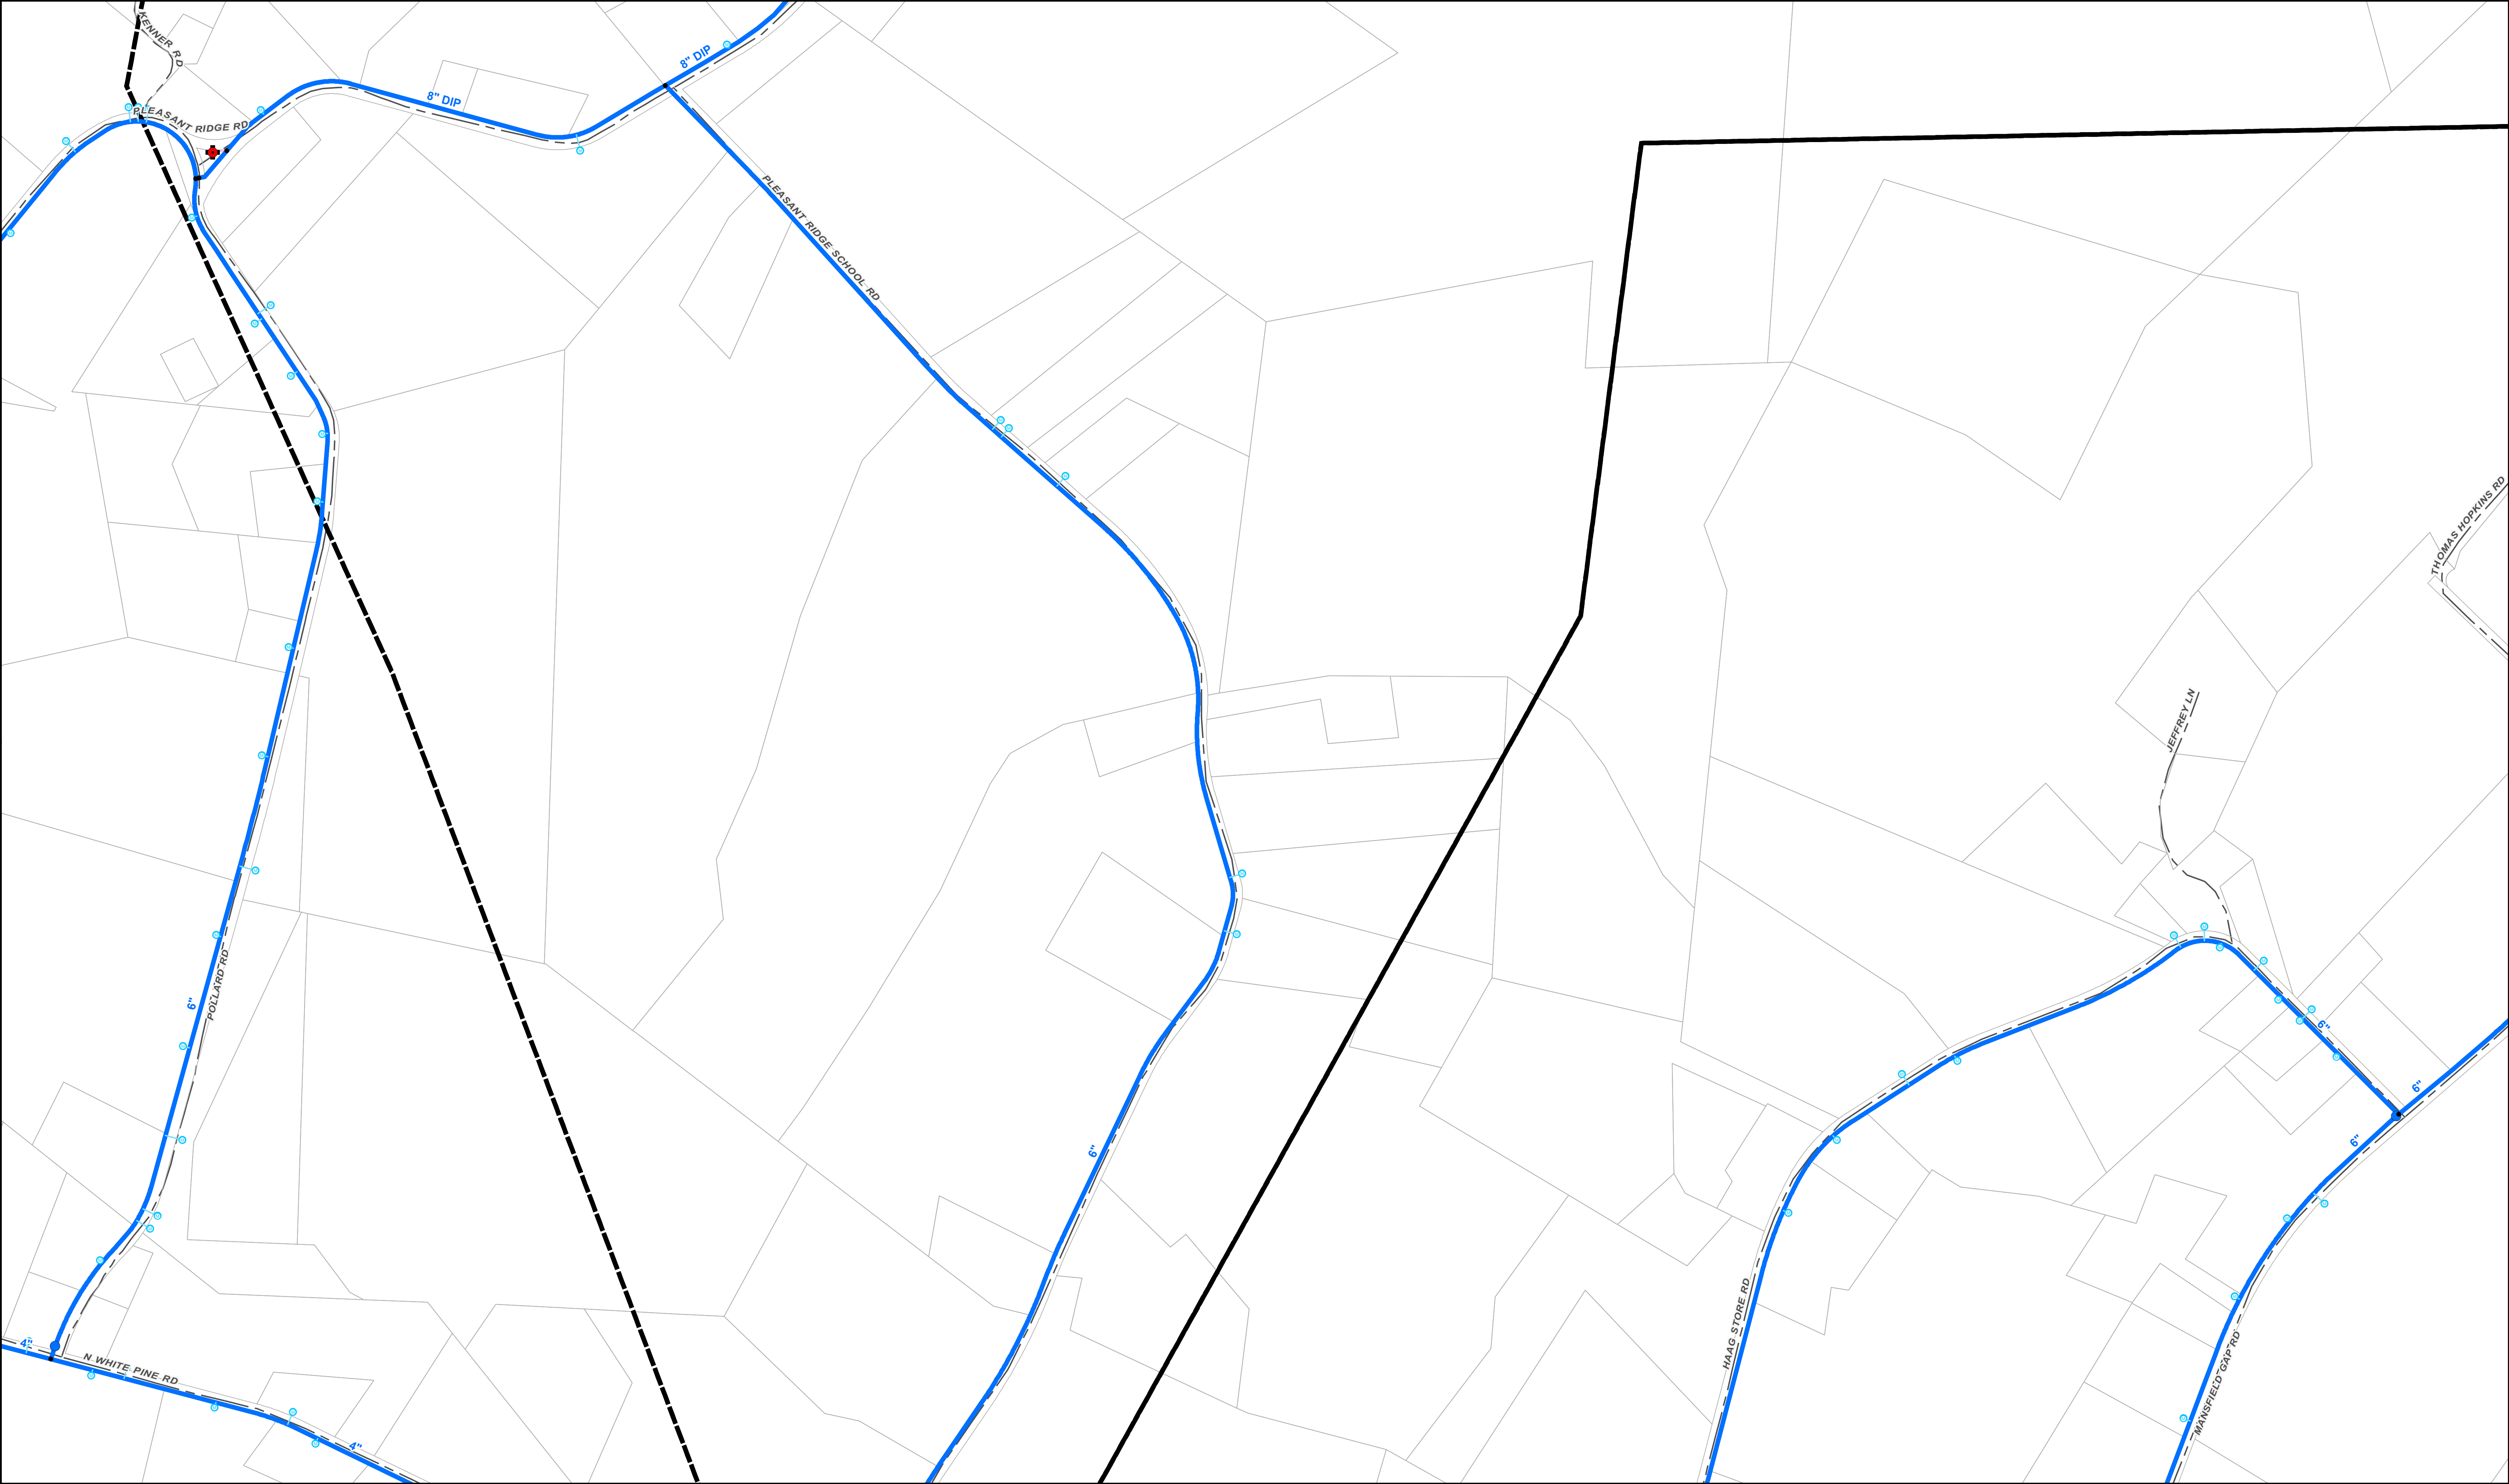 KENNER RD
8" DIP
8" DIP
PLEASANT RIDGE RD
PLEASANT RIDGE SCHOOL RD
THOMAS HOPKINS RD
JEFFREY LN
6"
POLLARD RD
6"
6"
6"
6"
HAAG STORE RD
MANSFIELD GAP RD
4"
N WHITE PINE RD
4"